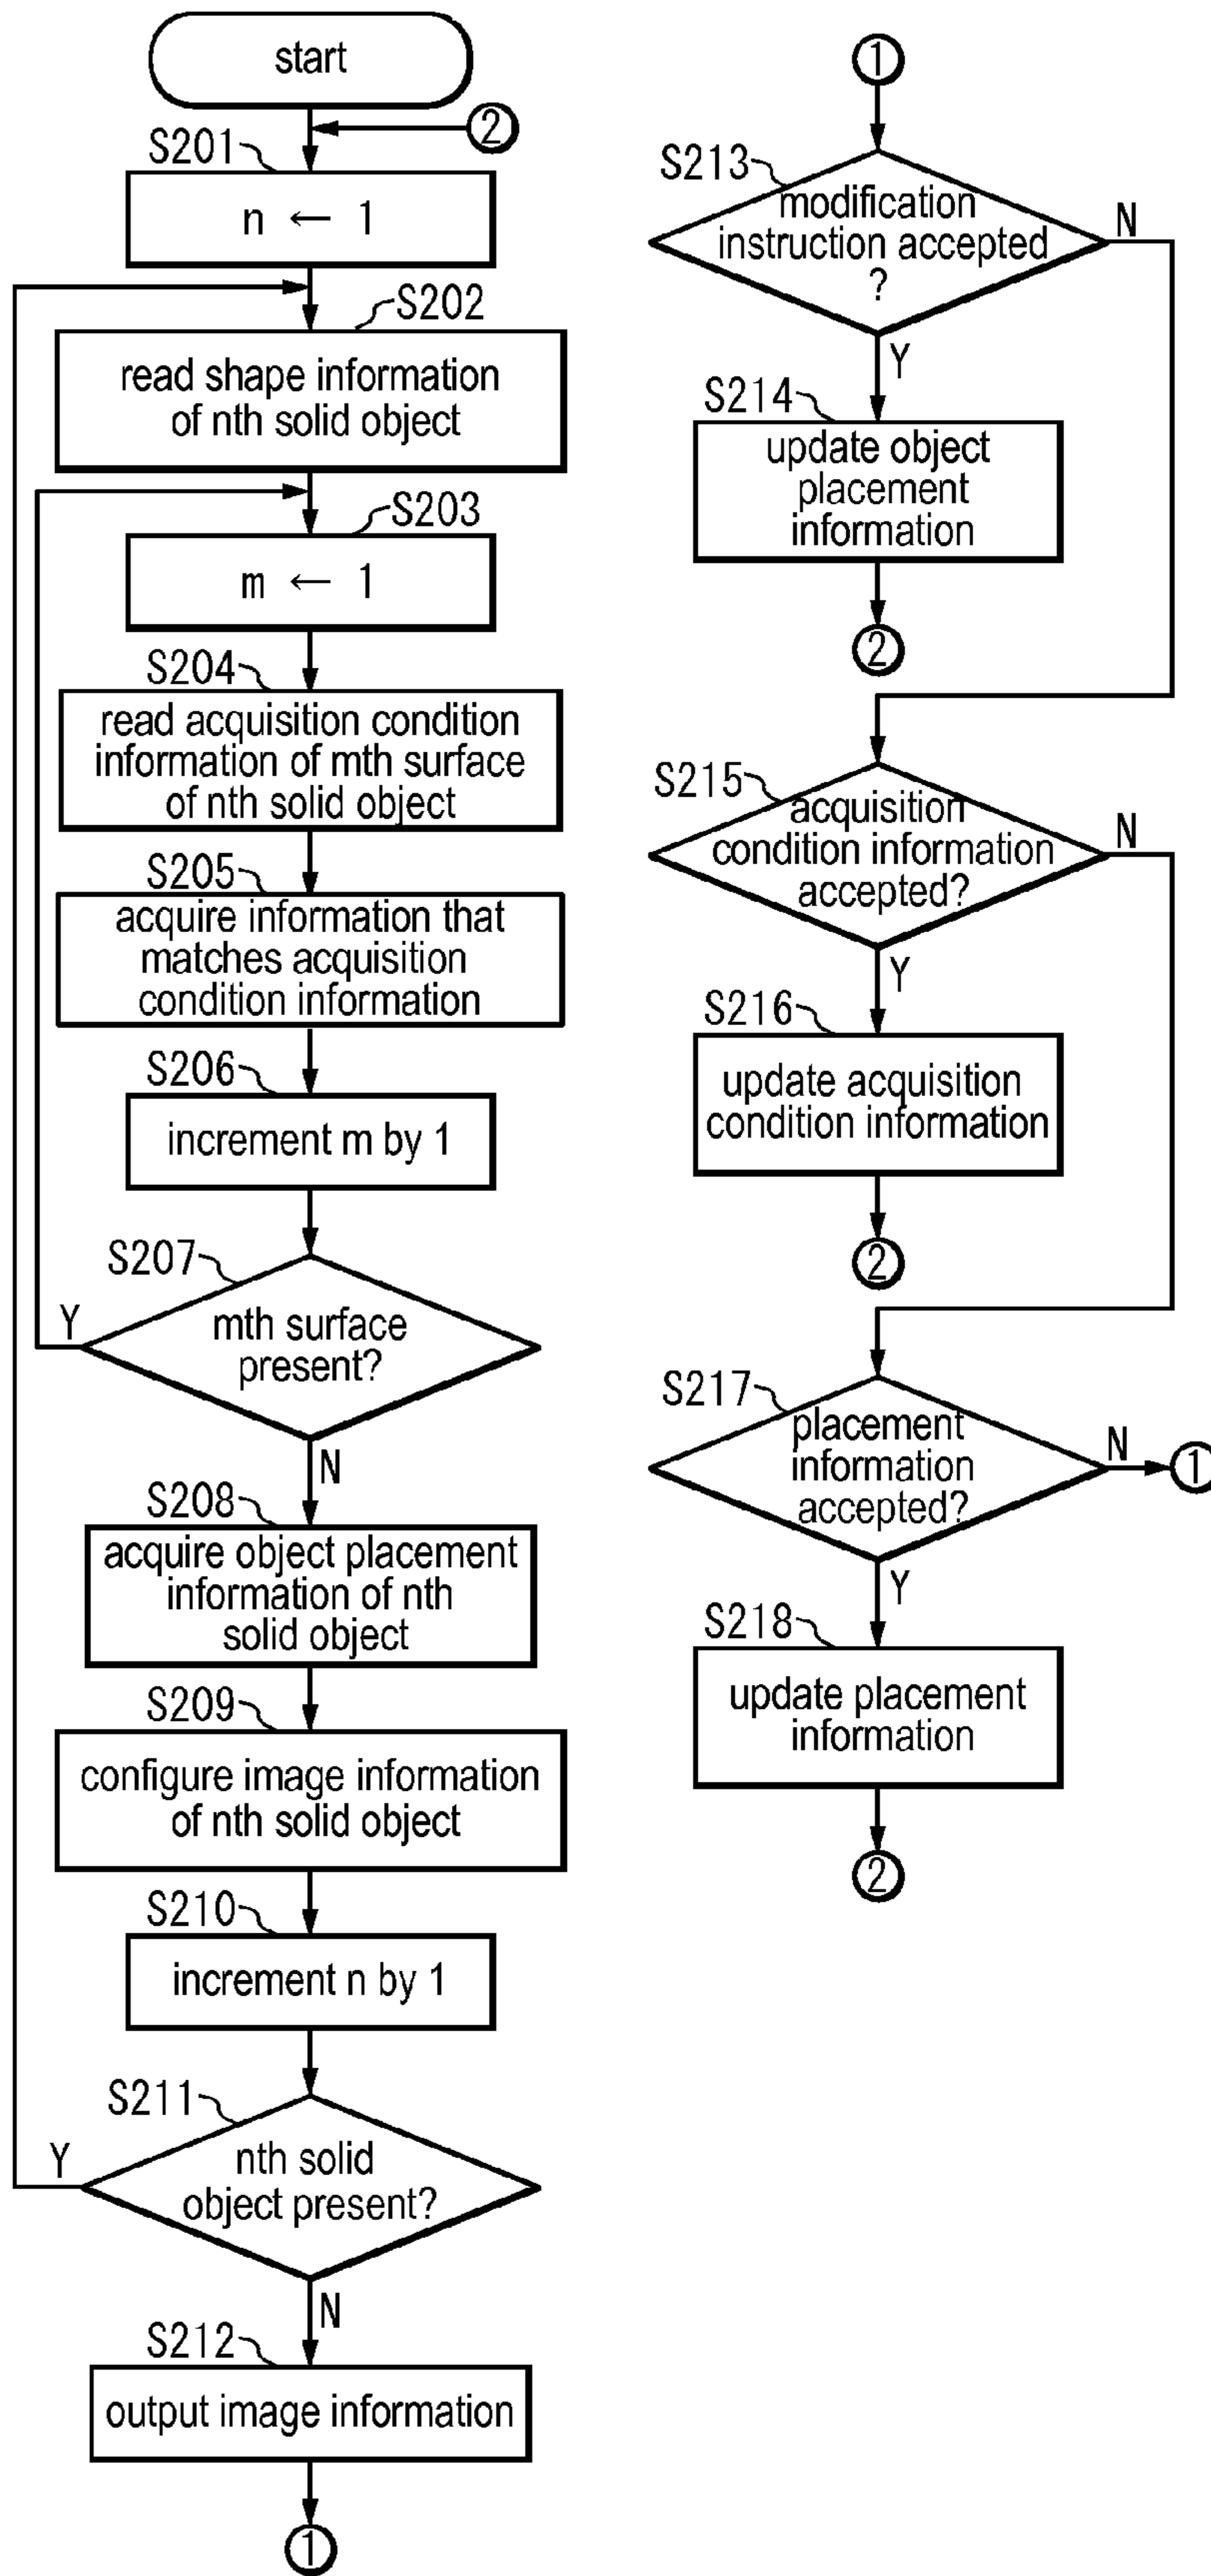 start
②
S201
n ← 1
S202
read shape information
of nth solid object
S203
m ← 1
S204
read acquisition condition
information of mth surface
of nth solid object
S205
acquire information that
matches acquisition
condition information
S206
increment m by 1
S207
mth surface
present?
Y
N
S208
acquire object placement
information of nth
solid object
S209
configure image information
of nth solid object
S210
increment n by 1
S211
nth solid
object present?
Y
N
S212
output image information
①
①
S213
modification
instruction accepted
?
N
Y
S214
update object
placement
information
②
S215
acquisition
condition information
accepted?
N
Y
S216
update acquisition
condition information
②
S217
placement
information
accepted?
N
①
Y
S218
update placement
information
②